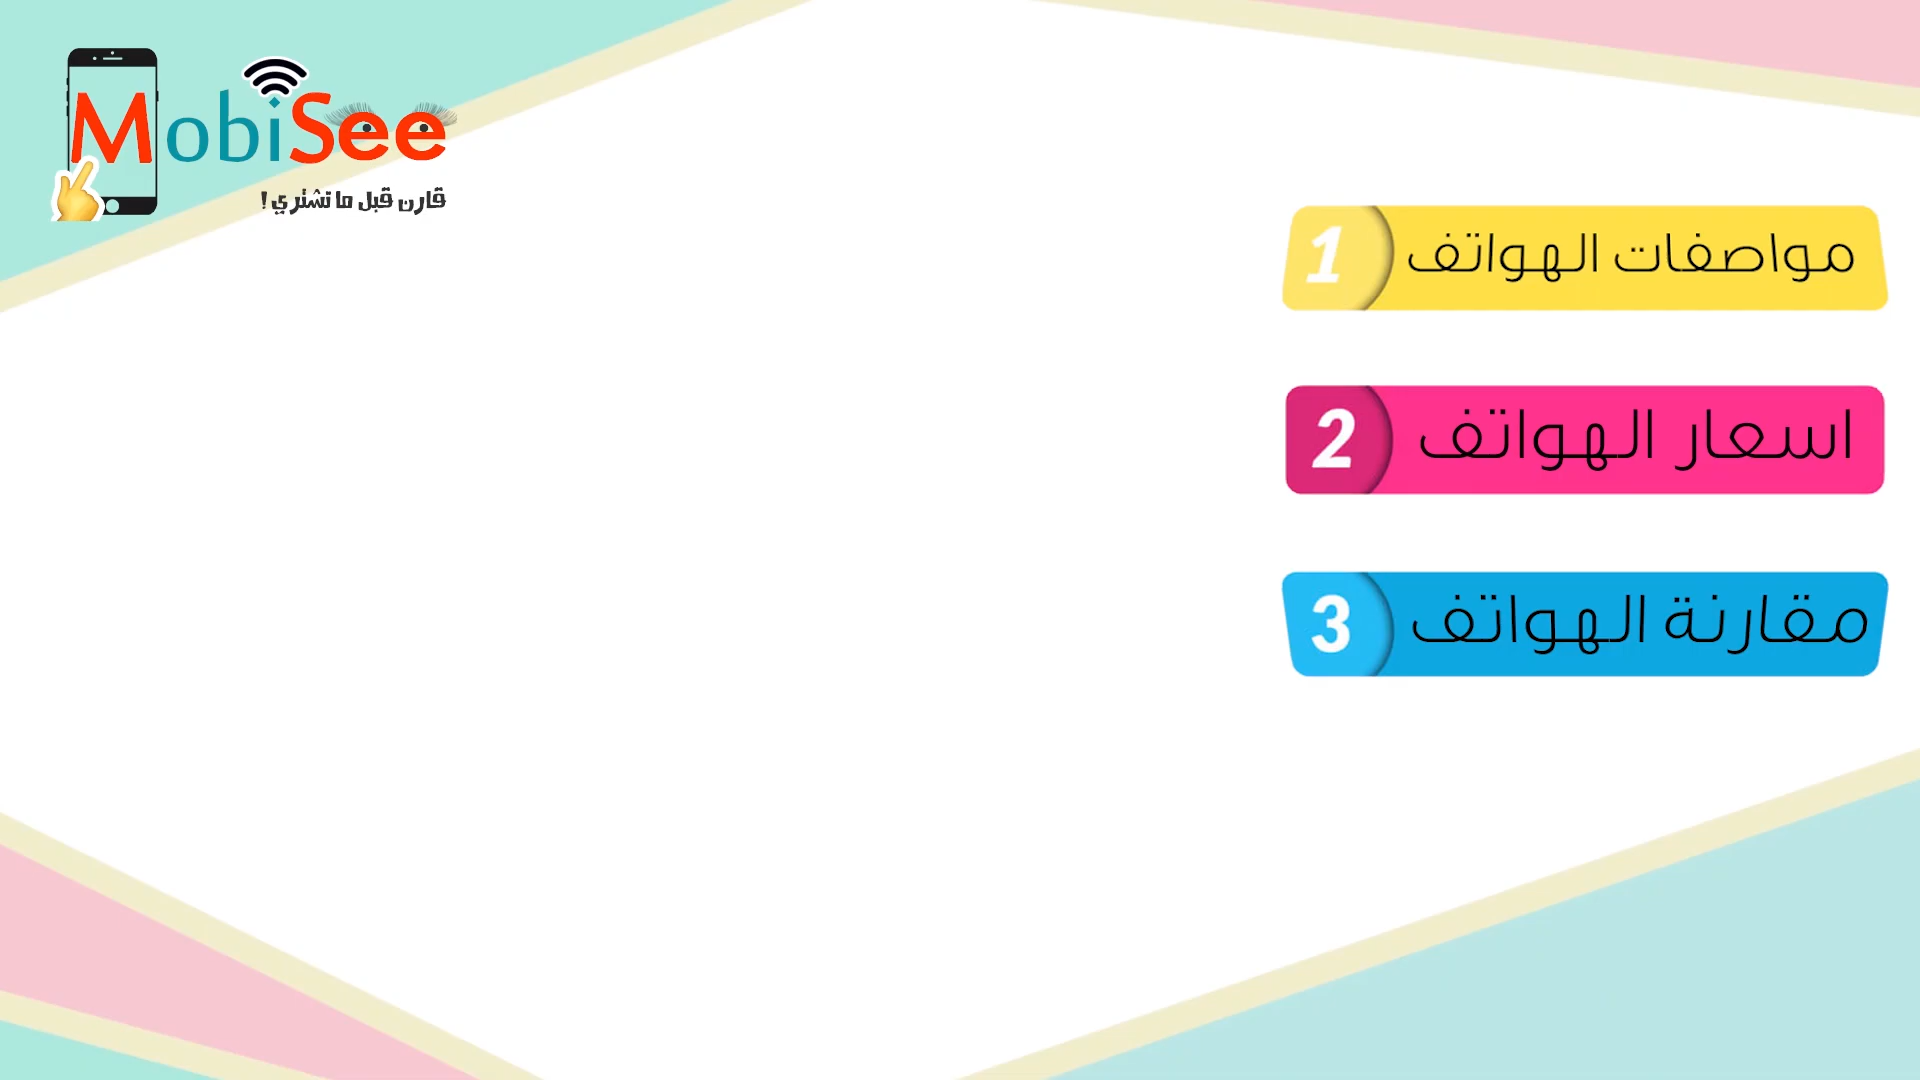 MobiSee
قارن قبل ما تشتري !
1 مواصفات الهواتف
2 اسعار الهواتف
3 مقارنة الهواتف